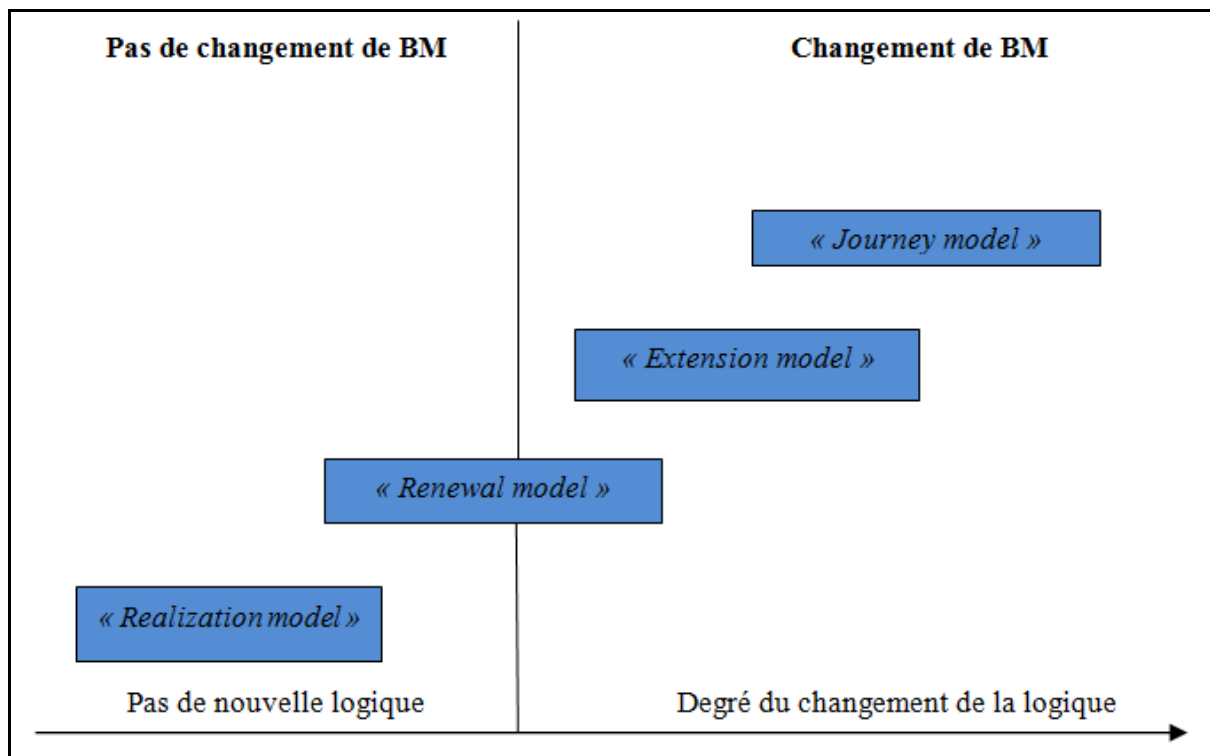 Pas de changement de BM
Changement de BM
« Journey model »
« Extension model »
« Renewal model »
« Realization model »
Pas de nouvelle logique
Degré du changement de la logique